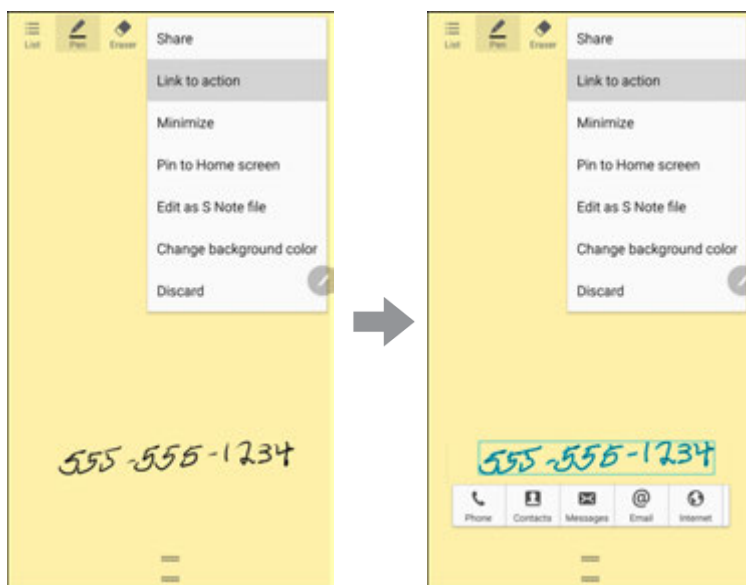 List Pen Eraser Share
Link to action
Minimize
Pin to Home screen
Edit as S Note file
Change background color
Discard
555-555-1234
List Pen Eraser Share
Link to action
Minimize
Pin to Home screen
Edit as S Note file
Change background color
Discard
555-555-1234
Phone Contacts Messages Email Internet